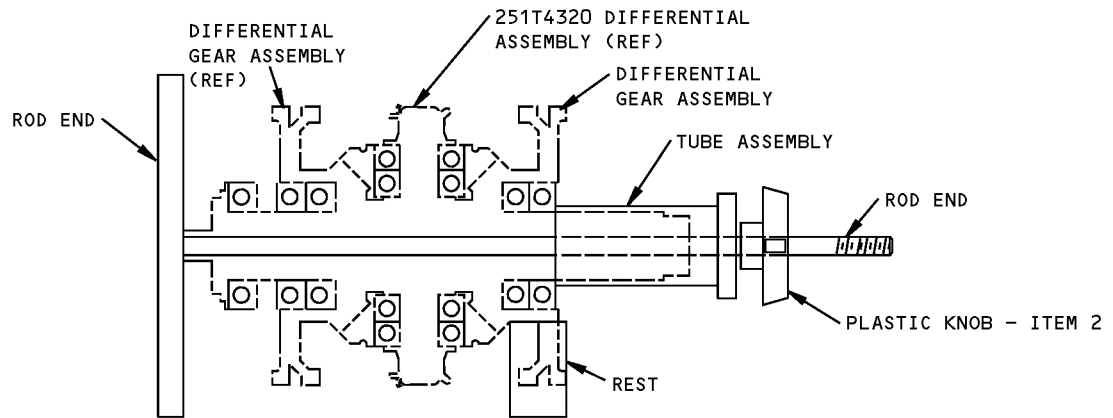 251T4320 DIFFERENTIAL
ASSEMBLY (REF)
DIFFERENTIAL
GEAR ASSEMBLY
(REF)
DIFFERENTIAL
GEAR ASSEMBLY
ROD END
TUBE ASSEMBLY
ROD END
PLASTIC KNOB - ITEM 2
REST